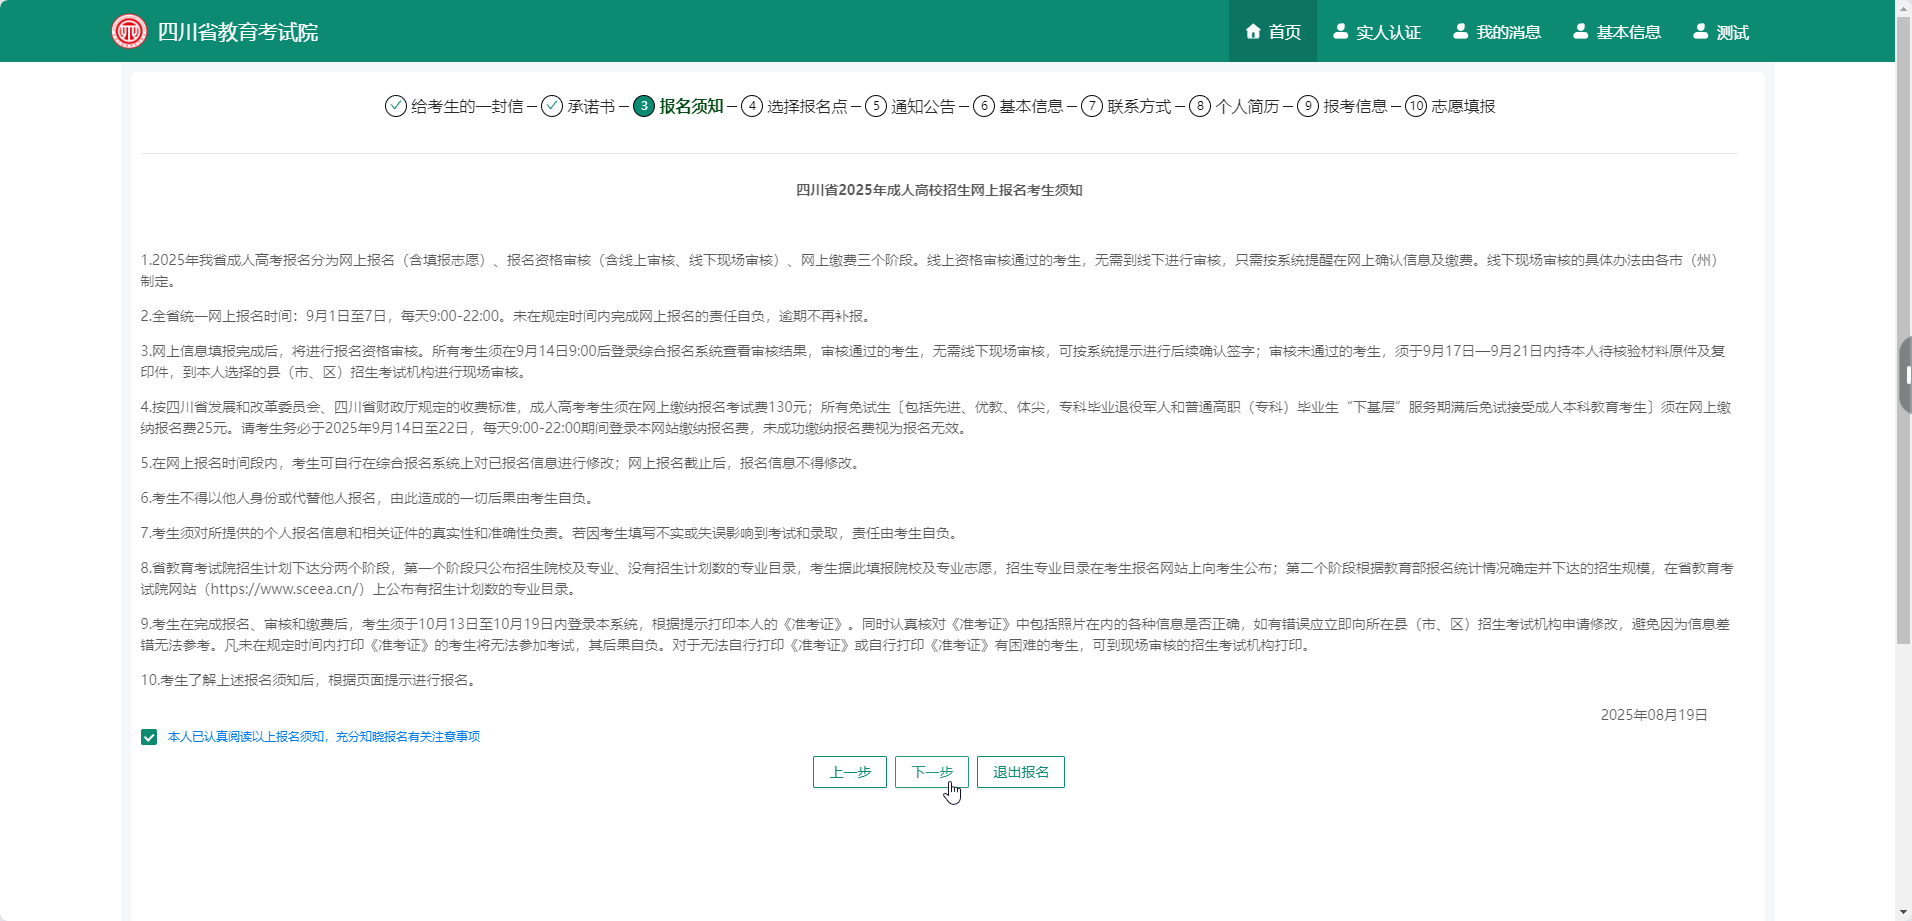 四川省教育考试院
首页 实人认证 我的消息 基本信息 测试
给考生的一封信 承诺书 3 报名须知 4 选择报名点 5 通知公告 6 基本信息 7 联系方式 8 个人简历 9 报考信息 10 志愿填报
四川省2025年成人高校招生网上报名考生须知
1.2025年我省成人高考报名分为网上报名（含填报志愿）、报名资格审核（含线上审核、线下现场审核）、网上缴费三个阶段。线上资格审核通过的考生，无需到线下进行审核，只需按系统提醒在网上确认信息及缴费。线下现场审核的具体办法由各市（州）
制定。
2.全省统一网上报名时间：9月1日至7日，每天9:00-22:00。未在规定时间内完成网上报名的责任自负，逾期不再补报。
3.网上信息填报完成后，将进行报名资格审核。所有考生须在9月14日9:00后登录综合报名系统查看审核结果，审核通过的考生，无需线下现场审核，可按系统提示进行后续确认签字；审核未通过的考生，须于9月17日—9月21日内持本人待核验材料原件及复
印件，到本人选择的县（市、区）招生考试机构进行现场审核。
4.按四川省发展和改革委员会、四川省财政厅规定的收费标准，成人高考考生须在网上缴纳报名考试费130元；所有免试生〔包括先进、优教、体尖，专科毕业退役军人和普通高职（专科）毕业生“下基层”服务期满后免试接受成人本科教育考生〕须在网上缴
纳报名费25元。请考生务必于2025年9月14日至22日，每天9:00-22:00期间登录本网站缴纳报名费，未成功缴纳报名费视为报名无效。
5.在网上报名时间段内，考生可自行在综合报名系统上对已报名信息进行修改；网上报名截止后，报名信息不得修改。
6.考生不得以他人身份或代替他人报名，由此造成的一切后果由考生自负。
7.考生须对所提供的个人报名信息和相关证件的真实性和准确性负责。若因考生填写不实或失误影响到考试和录取，责任由考生自负。
8.省教育考试院招生计划下达分两个阶段，第一个阶段只公布招生院校及专业、没有招生计划数的专业目录，考生据此填报院校及专业志愿，招生专业目录在考生报名网站上向考生公布；第二个阶段根据教育部报名统计情况确定并下达的招生规模，在省教育考
试院网站（https://www.sceea.cn/）上公布有招生计划数的专业目录。
9.考生在完成报名、审核和缴费后，考生须于10月13日至10月19日内登录本系统，根据提示打印本人的《准考证》。同时认真核对《准考证》中包括照片在内的各种信息是否正确，如有错误应立即向所在县（市、区）招生考试机构申请修改，避免因为信息差
错无法参考。凡未在规定时间内打印《准考证》的考生将无法参加考试，其后果自负。对于无法自行打印《准考证》或自行打印《准考证》有困难的考生，可到现场审核的招生考试机构打印。
10.考生了解上述报名须知后，根据页面提示进行报名。
2025年08月19日
本人已认真阅读以上报名须知，充分知晓报名有关注意事项
上一步 下一步 退出报名